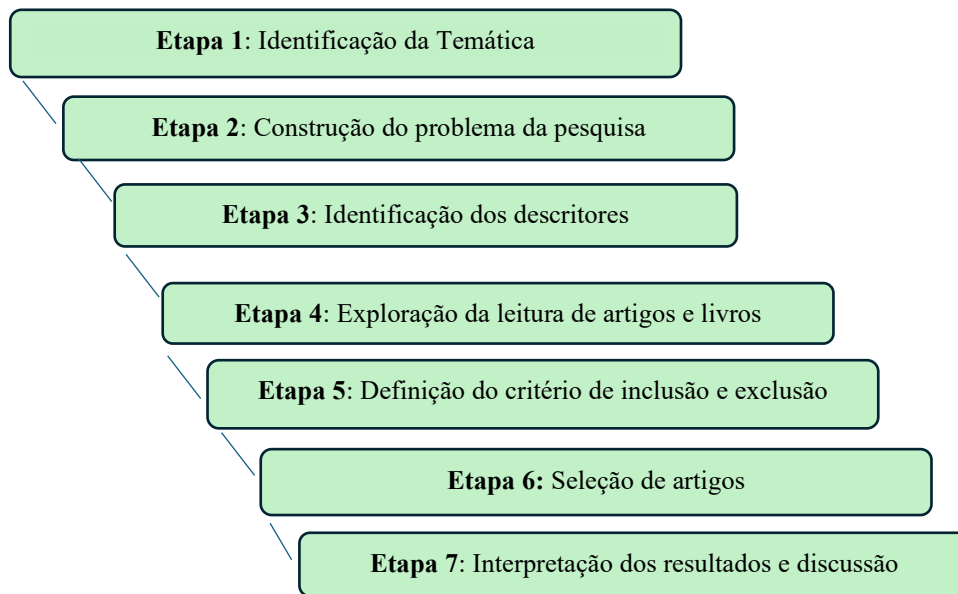 Etapa 1: Identificação da Temática
Etapa 2: Construção do problema da pesquisa
Etapa 3: Identificação dos descritores
Etapa 4: Exploração da leitura de artigos e livros
Etapa 5: Definição do critério de inclusão e exclusão
Etapa 6: Seleção de artigos
Etapa 7: Interpretação dos resultados e discussão